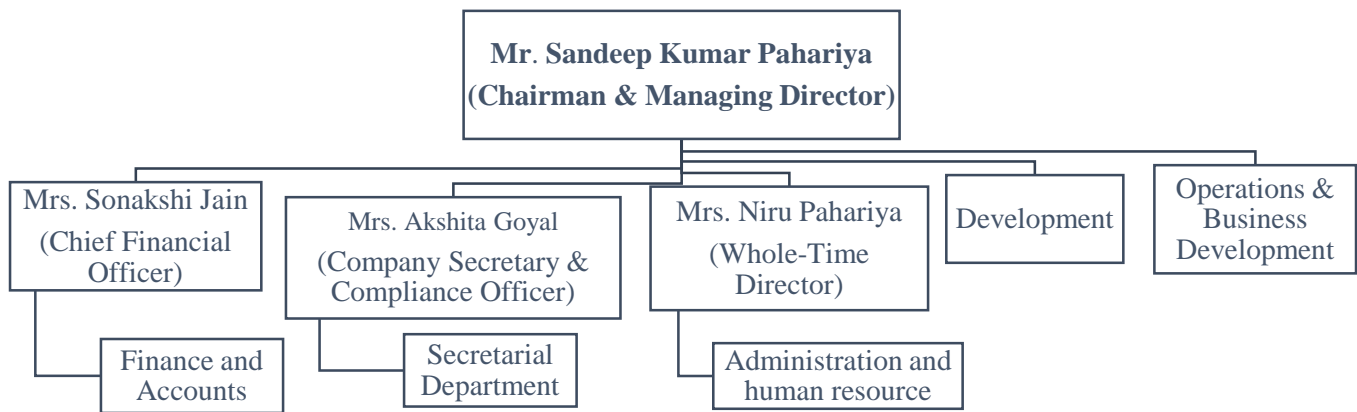 Mr. Sandeep Kumar Pahariya
(Chairman & Managing Director)
Mrs. Sonakshi Jain
(Chief Financial
Officer)
Mrs. Akshita Goyal
(Company Secretary &
Compliance Officer)
Mrs. Niru Pahariya
(Whole-Time
Director)
Development
Operations &
Business
Development
Finance and
Accounts
Secretarial
Department
Administration and
human resource